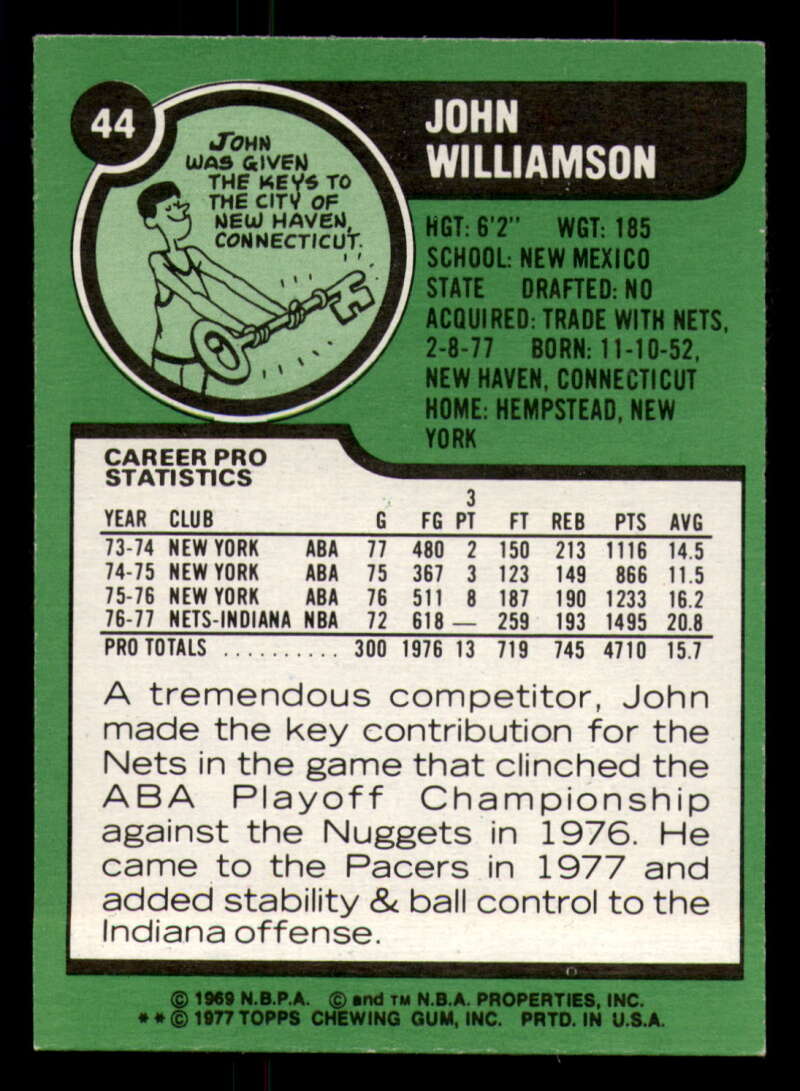 44
JOHN
WAS GIVEN
THE KEYS TO
THE CITY OF
NEW HAVEN,
CONNECTICUT.
JOHN
WILLIAMSON
HGT: 6'2" WGT: 185
SCHOOL: NEW MEXICO
STATE DRAFTED: NO
ACQUIRED: TRADE WITH NETS,
2-8-77 BORN: 11-10-52,
NEW HAVEN, CONNECTICUT
HOME: HEMPSTEAD, NEW
YORK
CAREER PRO
STATISTICS
3
YEAR CLUB G FG PT FT REB PTS AVG
73-74 NEW YORK ABA 77 480 2 150 213 1116 14.5
74-75 NEW YORK ABA 75 367 3 123 149 866 11.5
75-76 NEW YORK ABA 76 511 8 187 190 1233 16.2
76-77 NETS-INDIANA NBA 72 618 — 259 193 1495 20.8
PRO TOTALS .......... 300 1976 13 719 745 4710 15.7
A tremendous competitor, John
made the key contribution for the
Nets in the game that clinched the
ABA Playoff Championship
against the Nuggets in 1976. He
came to the Pacers in 1977 and
added stability & ball control to the
Indiana offense.
© 1969 N.B.P.A. © and TM N.B.A. PROPERTIES, INC.
** © 1977 TOPPS CHEWING GUM, INC. PRTD. IN U.S.A.